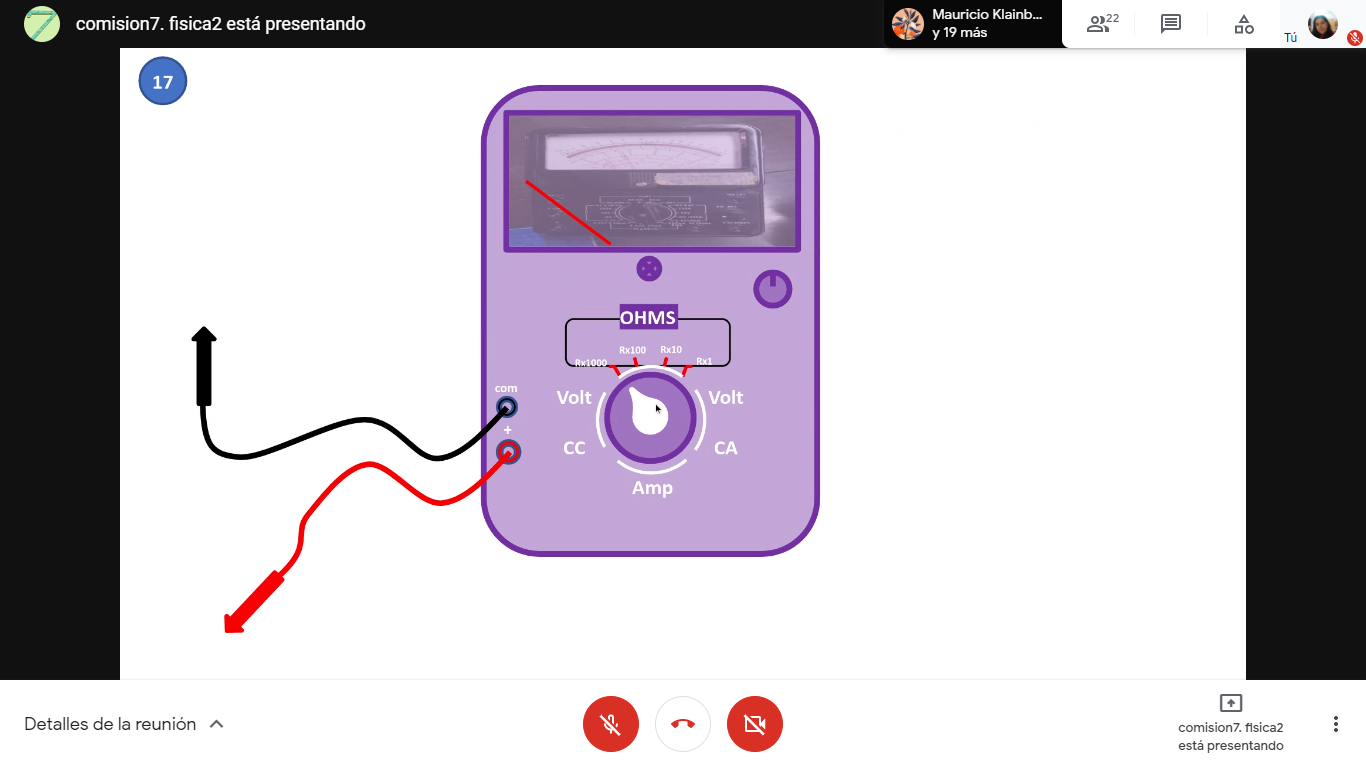 comision7. fisica2 está presentando
Mauricio Klainb...
y 19 más
22
Tú
17
OHMS
Rx100
Rx10
Rx1000
Rx1
com
Volt
Volt
+
CC
CA
Amp
Detalles de la reunión
comision7. fisica2
está presentando